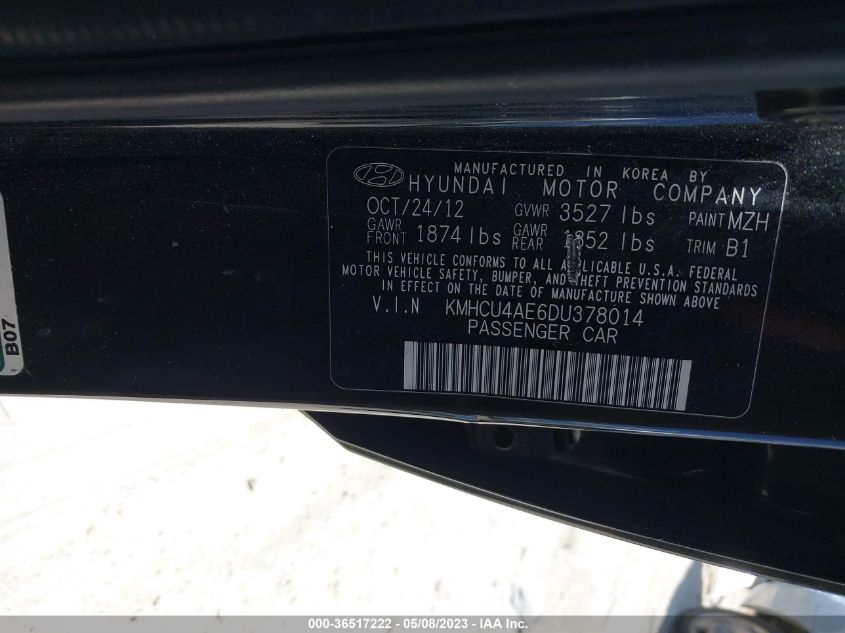 MANUFACTURED IN KOREA BY
HYUNDAI MOTOR COMPANY
OCT/24/12 GVWR 3527 lbs PAINT MZH
GAWR FRONT 1874 lbs GAWR REAR 1852 lbs TRIM B1
THIS VEHICLE CONFORMS TO ALL APPLICABLE U.S.A. FEDERAL
MOTOR VEHICLE SAFETY, BUMPER, AND THEFT PREVENTION STANDARDS
IN EFFECT ON THE DATE OF MANUFACTURE SHOWN ABOVE
V.I.N KMHCU4AE6DU378014
PASSENGER CAR
B07
000-36517222 - 05/08/2023 - IAA Inc.